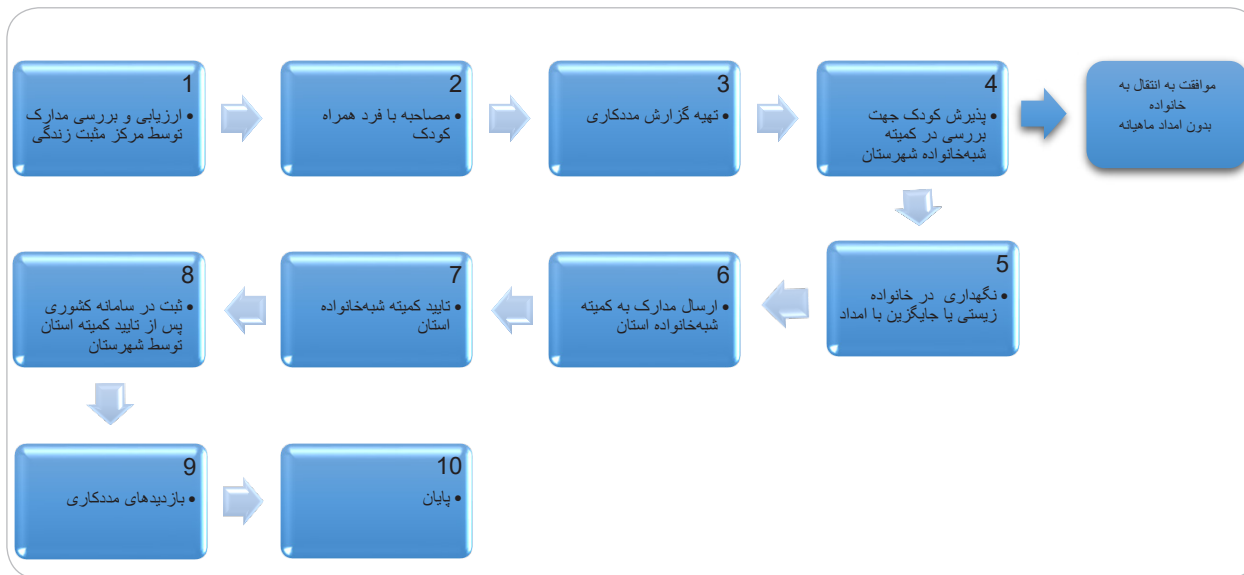 1
• ارزیابی و بررسی مدارک
توسط مرکز مثبت زندگی
2
• مصاحبه با فرد همراه
کودک
3
• تهیه گزارش مددکاری
4
• پذیرش کودک جهت
بررسی در کمیته
شبه‌خانواده شهرستان
موافقت به انتقال به
خانواده
بدون امداد ماهیانه
5
• نگهداری در خانواده
زیستی یا جایگزین با امداد
6
• ارسال مدارک به کمیته
شبه‌خانواده استان
7
• تایید کمیته شبه‌خانواده
استان
8
• ثبت در سامانه کشوری
پس از تایید کمیته استان
توسط شهرستان
9
• بازدیدهای مددکاری
10
• پایان